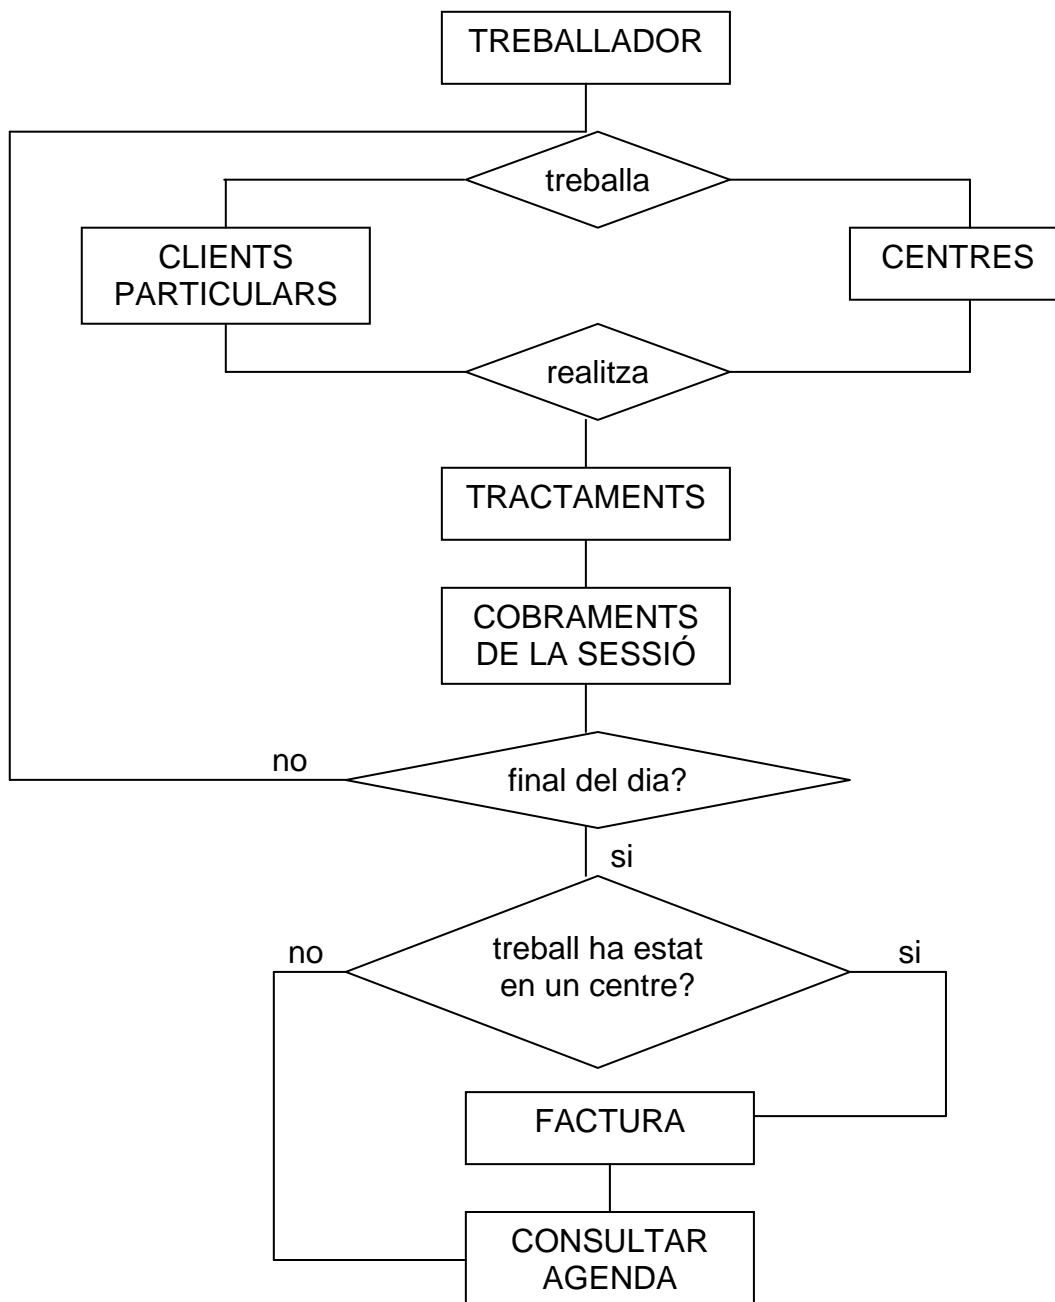 TREBALLADOR
treballa
CLIENTS
PARTICULARS
CENTRES
realitza
TRACTAMENTS
COBRAMENTS
DE LA SESSIÓ
no
final del dia?
si
no
treball ha estat
en un centre?
si
FACTURA
CONSULTAR
AGENDA